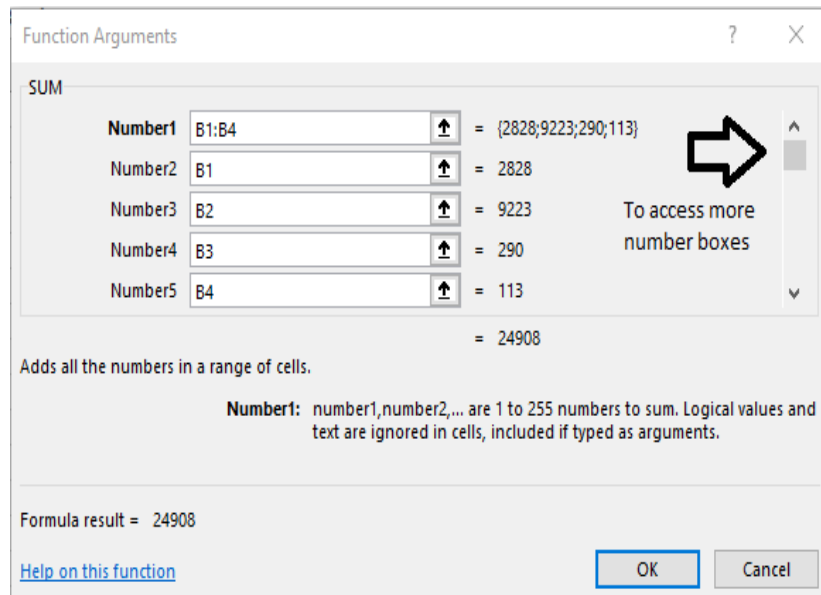 Function Arguments ? X
SUM
Number1 B1:B4 = {2828;9223;290;113}
Number2 B1 = 2828
Number3 B2 = 9223
Number4 B3 = 290
Number5 B4 = 113
To access more
number boxes
= 24908
Adds all the numbers in a range of cells.
Number1: number1,number2,... are 1 to 255 numbers to sum. Logical values and
text are ignored in cells, included if typed as arguments.
Formula result = 24908
Help on this function
OK Cancel